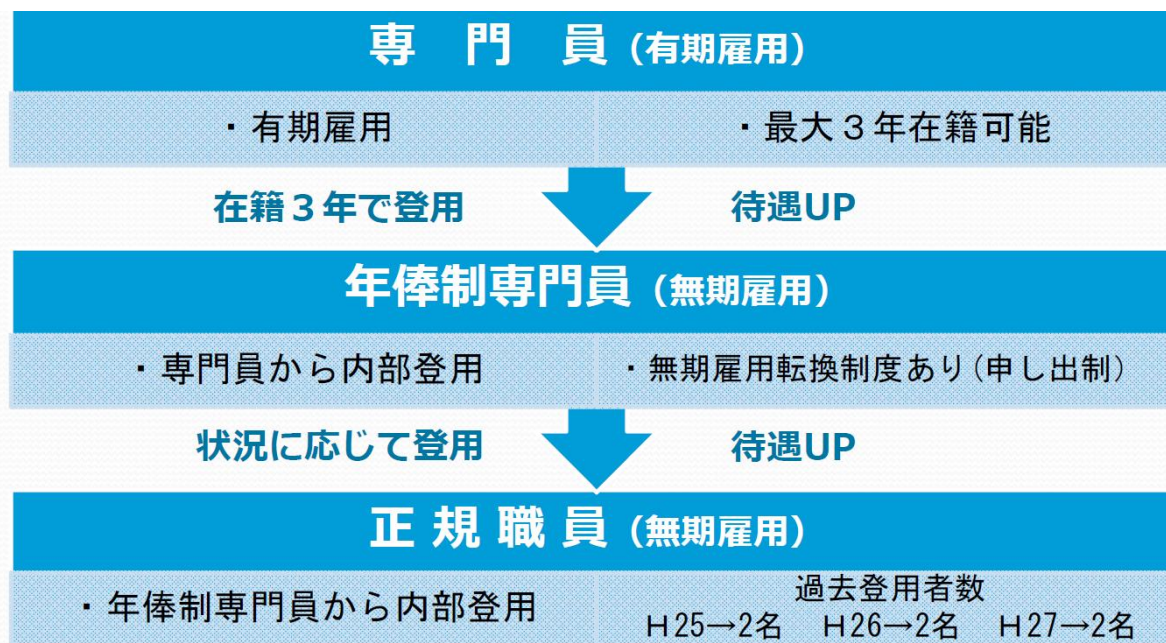 専 門 員 (有期雇用)
・有期雇用 ・最大３年在籍可能
在籍３年で登用 待遇UP
年俸制専門員 (無期雇用)
・専門員から内部登用 ・無期雇用転換制度あり(申し出制)
状況に応じて登用 待遇UP
正 規 職 員 (無期雇用)
・年俸制専門員から内部登用
過去登用者数
Ｈ25→2名 Ｈ26→2名 Ｈ27→2名